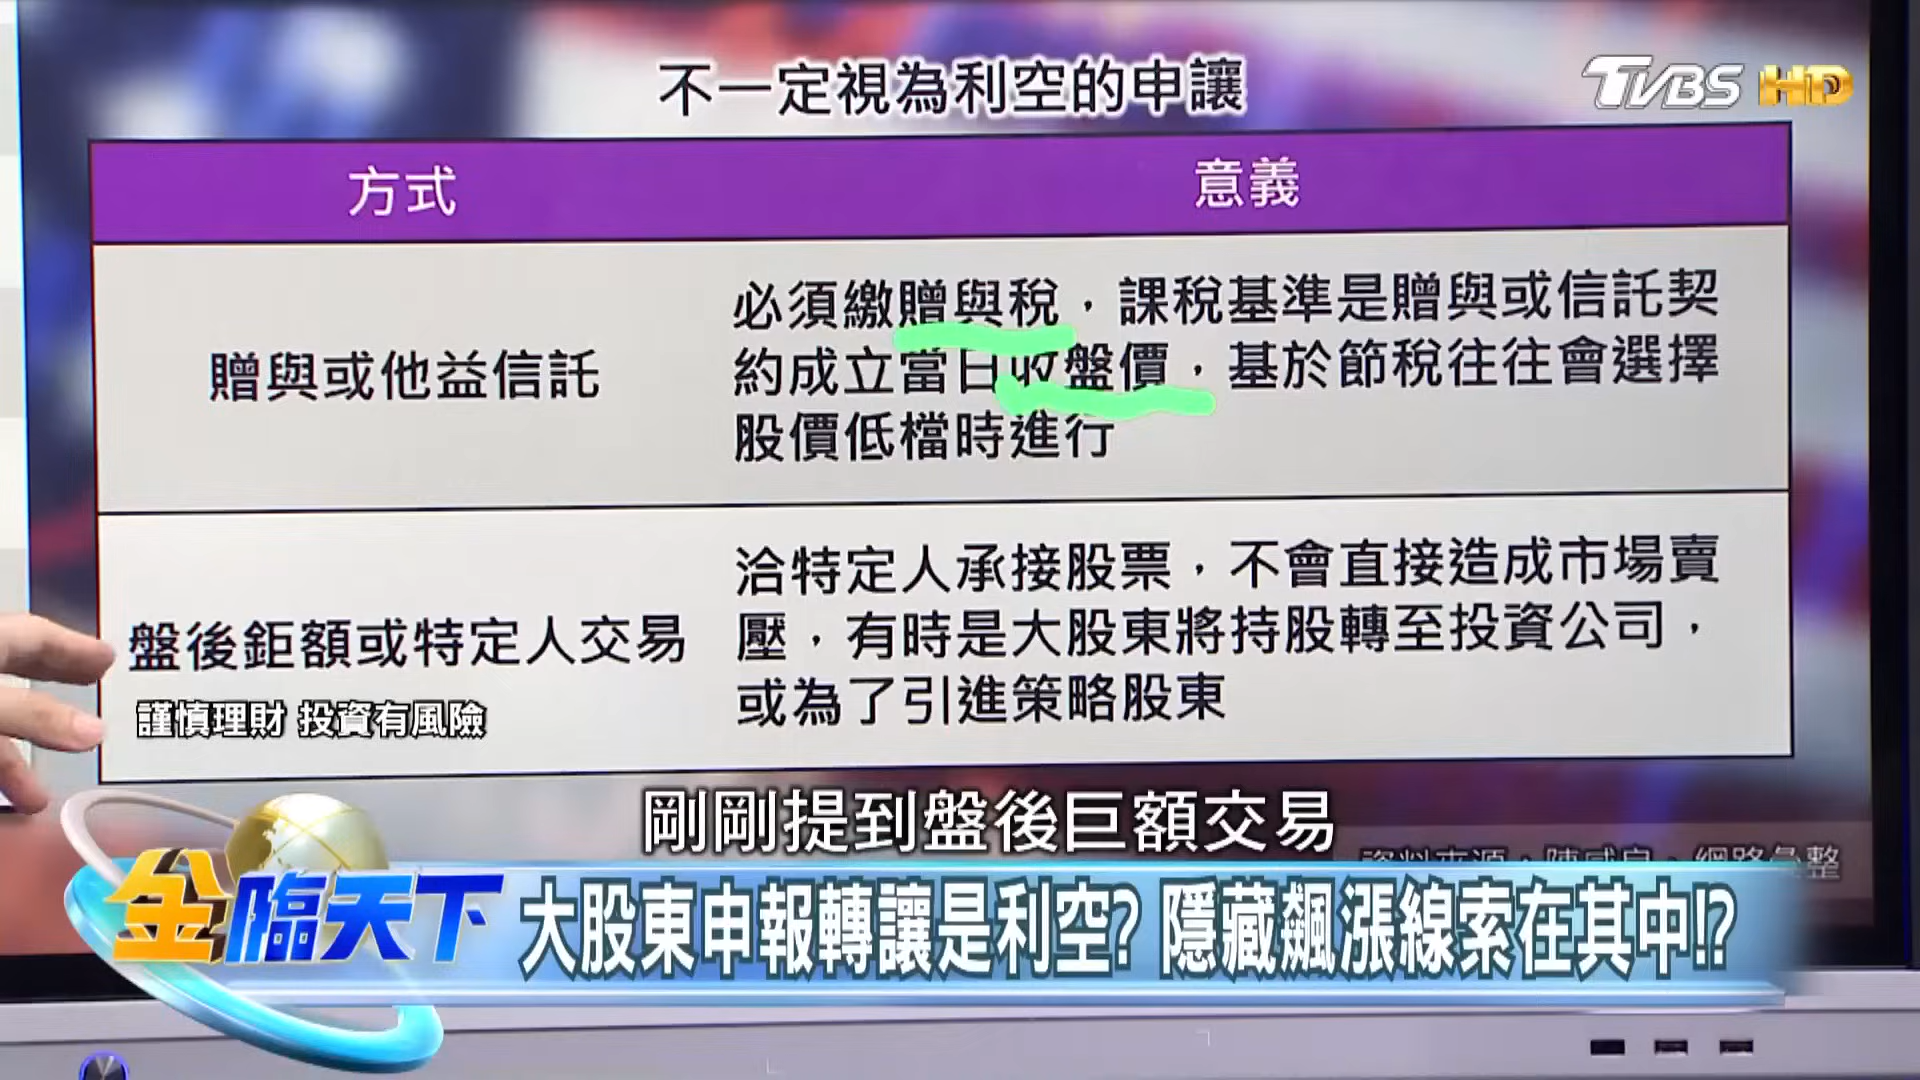 不一定視為利空的申讓
TVBS HD
方式
意義
贈與或他益信託
必須繳贈與稅，課稅基準是贈與或信託契
約成立當日收盤價，基於節稅往往會選擇
股價低檔時進行
盤後鉅額或特定人交易
洽特定人承接股票，不會直接造成市場賣
壓，有時是大股東將持股轉至投資公司，
或為了引進策略股東
謹慎理財 投資有風險
剛剛提到盤後巨額交易
金臨天下
大股東申報轉讓是利空? 隱藏飆漲線索在其中!?